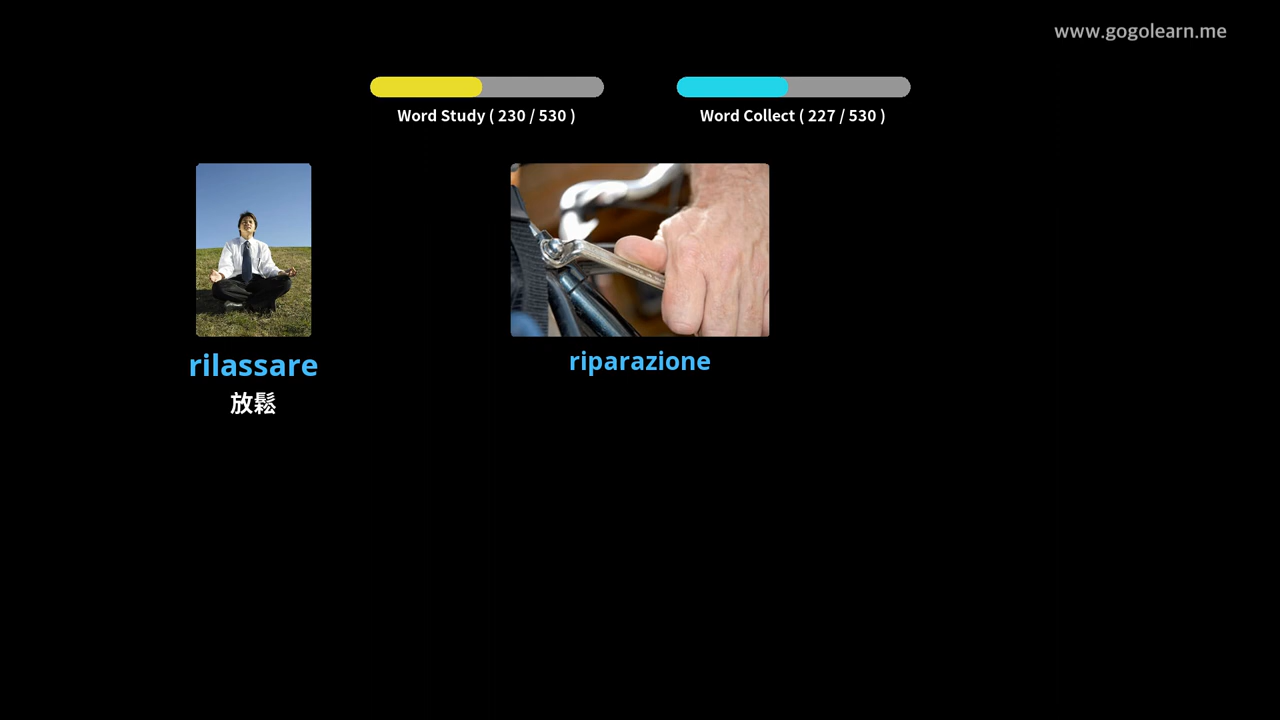 www.gogolearn.me
Word Study ( 230 / 530 )
Word Collect ( 227 / 530 )
rilassare
放鬆
riparazione